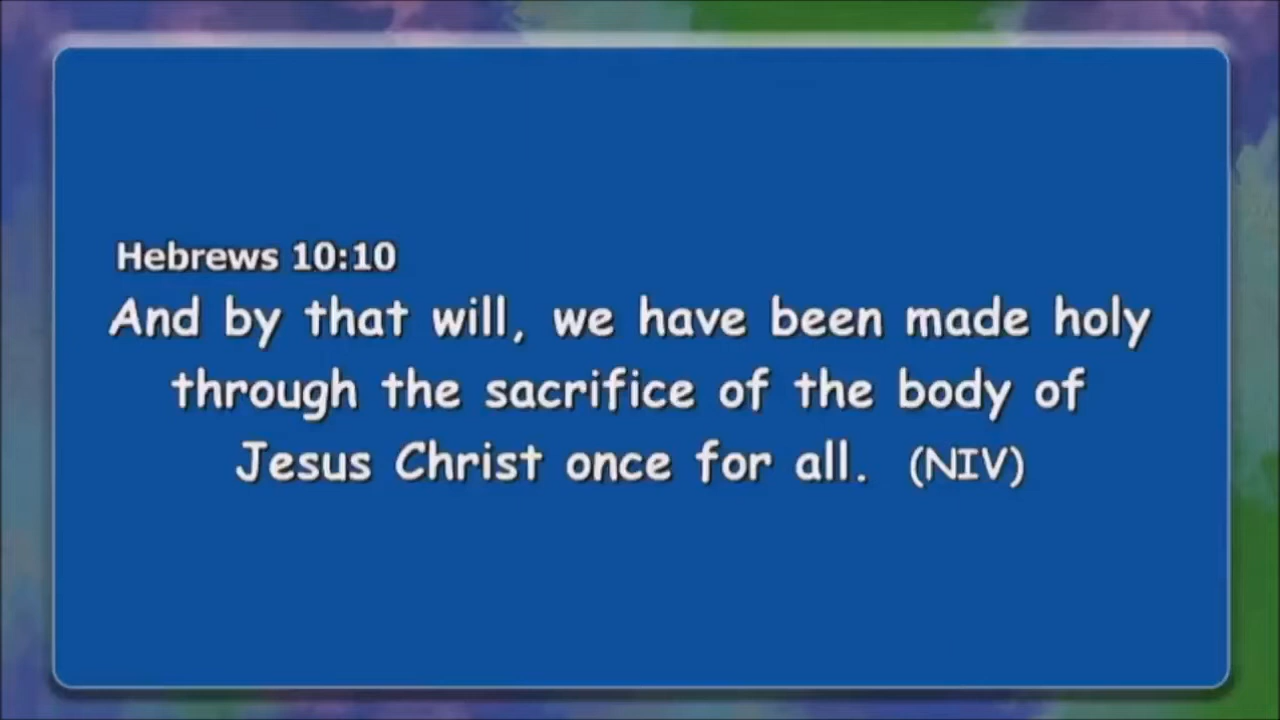 Hebrews 10:10
And by that will, we have been made holy
through the sacrifice of the body of
Jesus Christ once for all. (NIV)